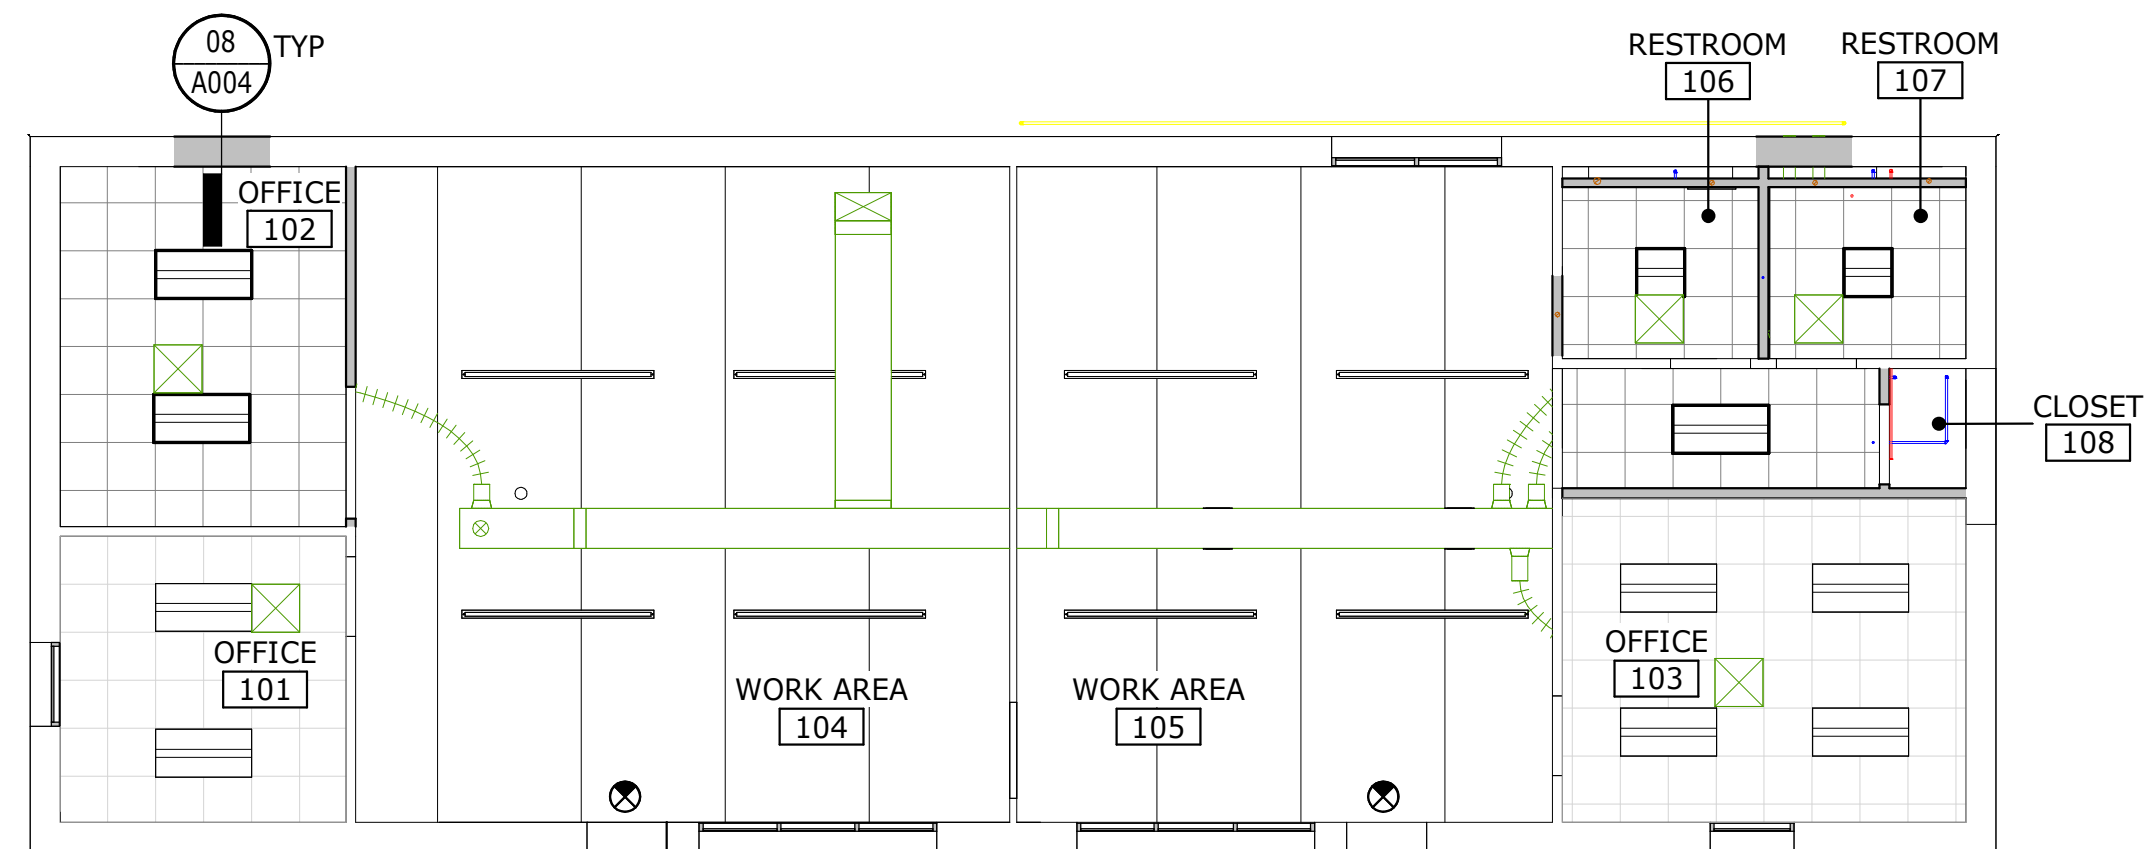 08
A004
TYP
RESTROOM
106
RESTROOM
107
OFFICE
102
CLOSET
108
OFFICE
101
WORK AREA
104
WORK AREA
105
OFFICE
103